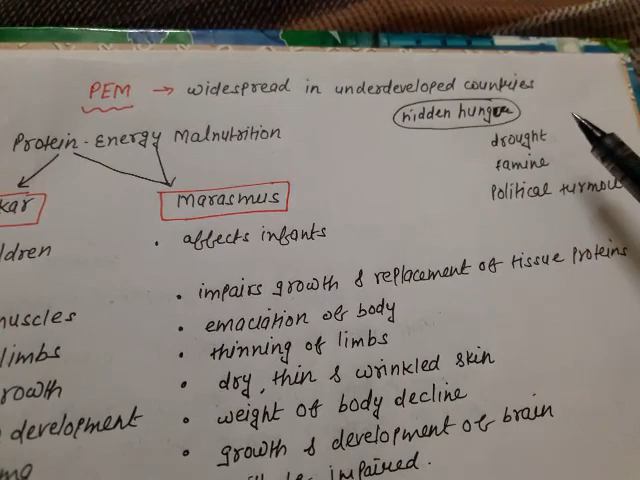 PEM → widespread in underdeveloped countries
hidden hunger
Protein-Energy Malnutrition
drought
famine
Political turmoil
kar
Marasmus
ldren
• affects infants
• impairs growth & replacement of tissue proteins
muscles
• emaciation of body
limbs
• thinning of limbs
rowth
• dry, thin & wrinkled skin
development
• weight of body decline
• growth & development of brain
impaired.